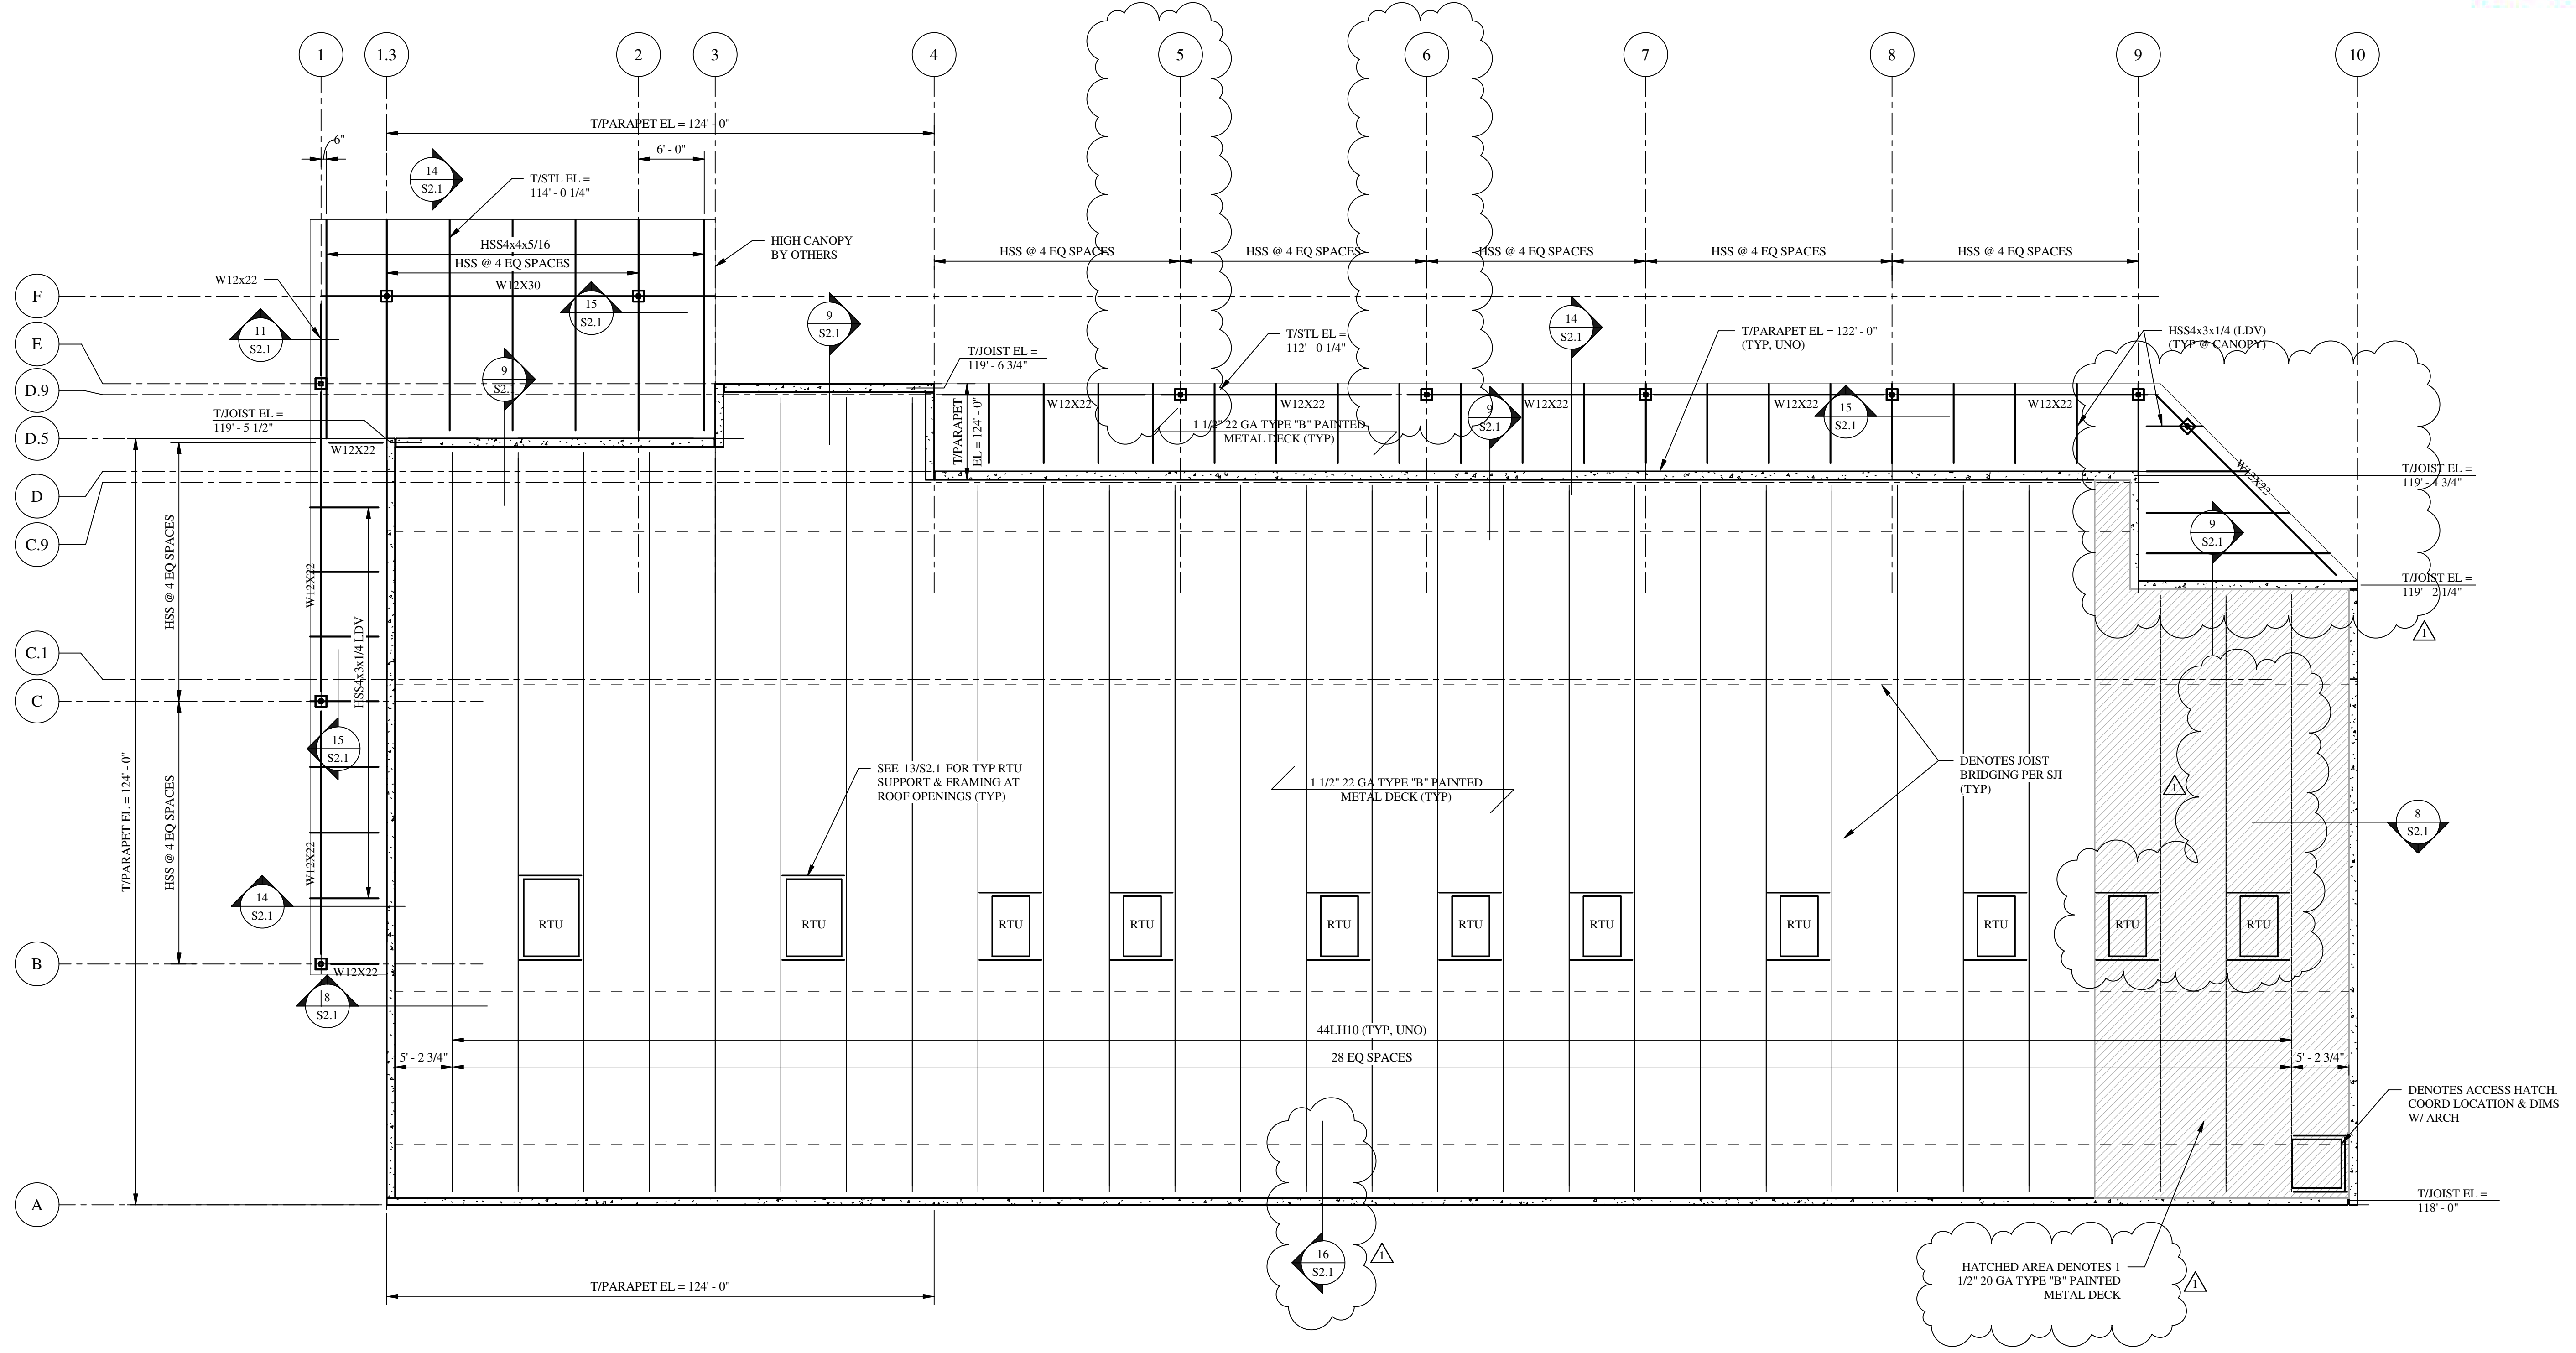 1
1.3
2
3
4
5
6
7
8
9
10
T/PARAPET EL = 124' - 0"
6"
6' - 0"
14
S2.1
T/STL EL =
114' - 0 1/4"
HSS4x4x5/16
HSS @ 4 EQ SPACES
W12X30
HIGH CANOPY
BY OTHERS
HSS @ 4 EQ SPACES
HSS @ 4 EQ SPACES
HSS @ 4 EQ SPACES
HSS @ 4 EQ SPACES
HSS @ 4 EQ SPACES
W12x22
F
15
S2.1
11
S2.1
9
S2.1
14
S2.1
T/STL EL =
112' - 0 1/4"
T/PARAPET EL = 122' - 0"
(TYP, UNO)
HSS4x3x1/4 (LDV)
(TYP @ CANOPY)
E
D.9
9
S2.
T/JOIST EL =
119' - 6 3/4"
W12X22
W12X22
W12X22
W12X22
W12X22
9
S2.1
15
S2.1
T/JOIST EL =
119' - 5 1/2"
T/PARAPET
EL = 124' - 0"
1 1/2" 22 GA TYPE "B" PAINTED
METAL DECK (TYP)
D.5
W12X22
W12X22
T/JOIST EL =
119' - 4 3/4"
D
C.9
9
S2.1
HSS @ 4 EQ SPACES
W12X22
T/JOIST EL =
119' - 2 1/4"
HSS4x3x1/4 LDV
1
C.1
C
15
S2.1
SEE 13/S2.1 FOR TYP RTU
SUPPORT & FRAMING AT
ROOF OPENINGS (TYP)
1 1/2" 22 GA TYPE "B" PAINTED
METAL DECK (TYP)
DENOTES JOIST
BRIDGING PER SJI
(TYP)
1
8
S2.1
T/PARAPET EL = 124' - 0"
HSS @ 4 EQ SPACES
W12X22
14
S2.1
RTU
RTU
RTU
RTU
RTU
RTU
RTU
RTU
RTU
RTU
RTU
B
W12X22
8
S2.1
44LH10 (TYP, UNO)
5' - 2 3/4"
28 EQ SPACES
5' - 2 3/4"
DENOTES ACCESS HATCH.
COORD LOCATION & DIMS
W/ ARCH
A
T/JOIST EL =
118' - 0"
16
S2.1
1
HATCHED AREA DENOTES 1
1/2" 20 GA TYPE "B" PAINTED
METAL DECK
1
T/PARAPET EL = 124' - 0"